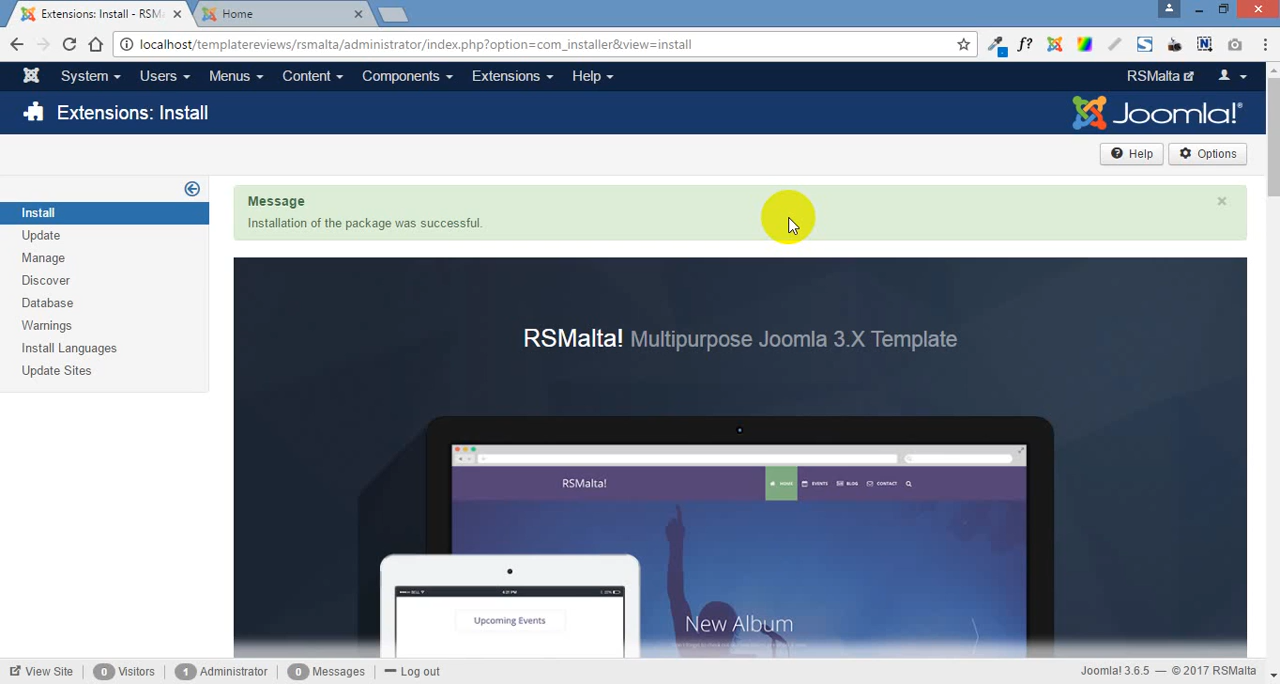 Extensions: Install - RSMa
Home
localhost/templatereviews/rsmalta/administrator/index.php?option=com_installer&view=install
f?
System Users Menus Content Components Extensions Help RSMalta
Extensions: Install
Joomla!®
Help Options
Install
Update
Manage
Discover
Database
Warnings
Install Languages
Update Sites
Message
×
Installation of the package was successful.
RSMalta! Multipurpose Joomla 3.X Template
RSMalta!
HOME EVENTS BLOG CONTACT
Upcoming Events
New Album
View Site 0 Visitors 1 Administrator 0 Messages Log out Joomla! 3.6.5 — © 2017 RSMalta